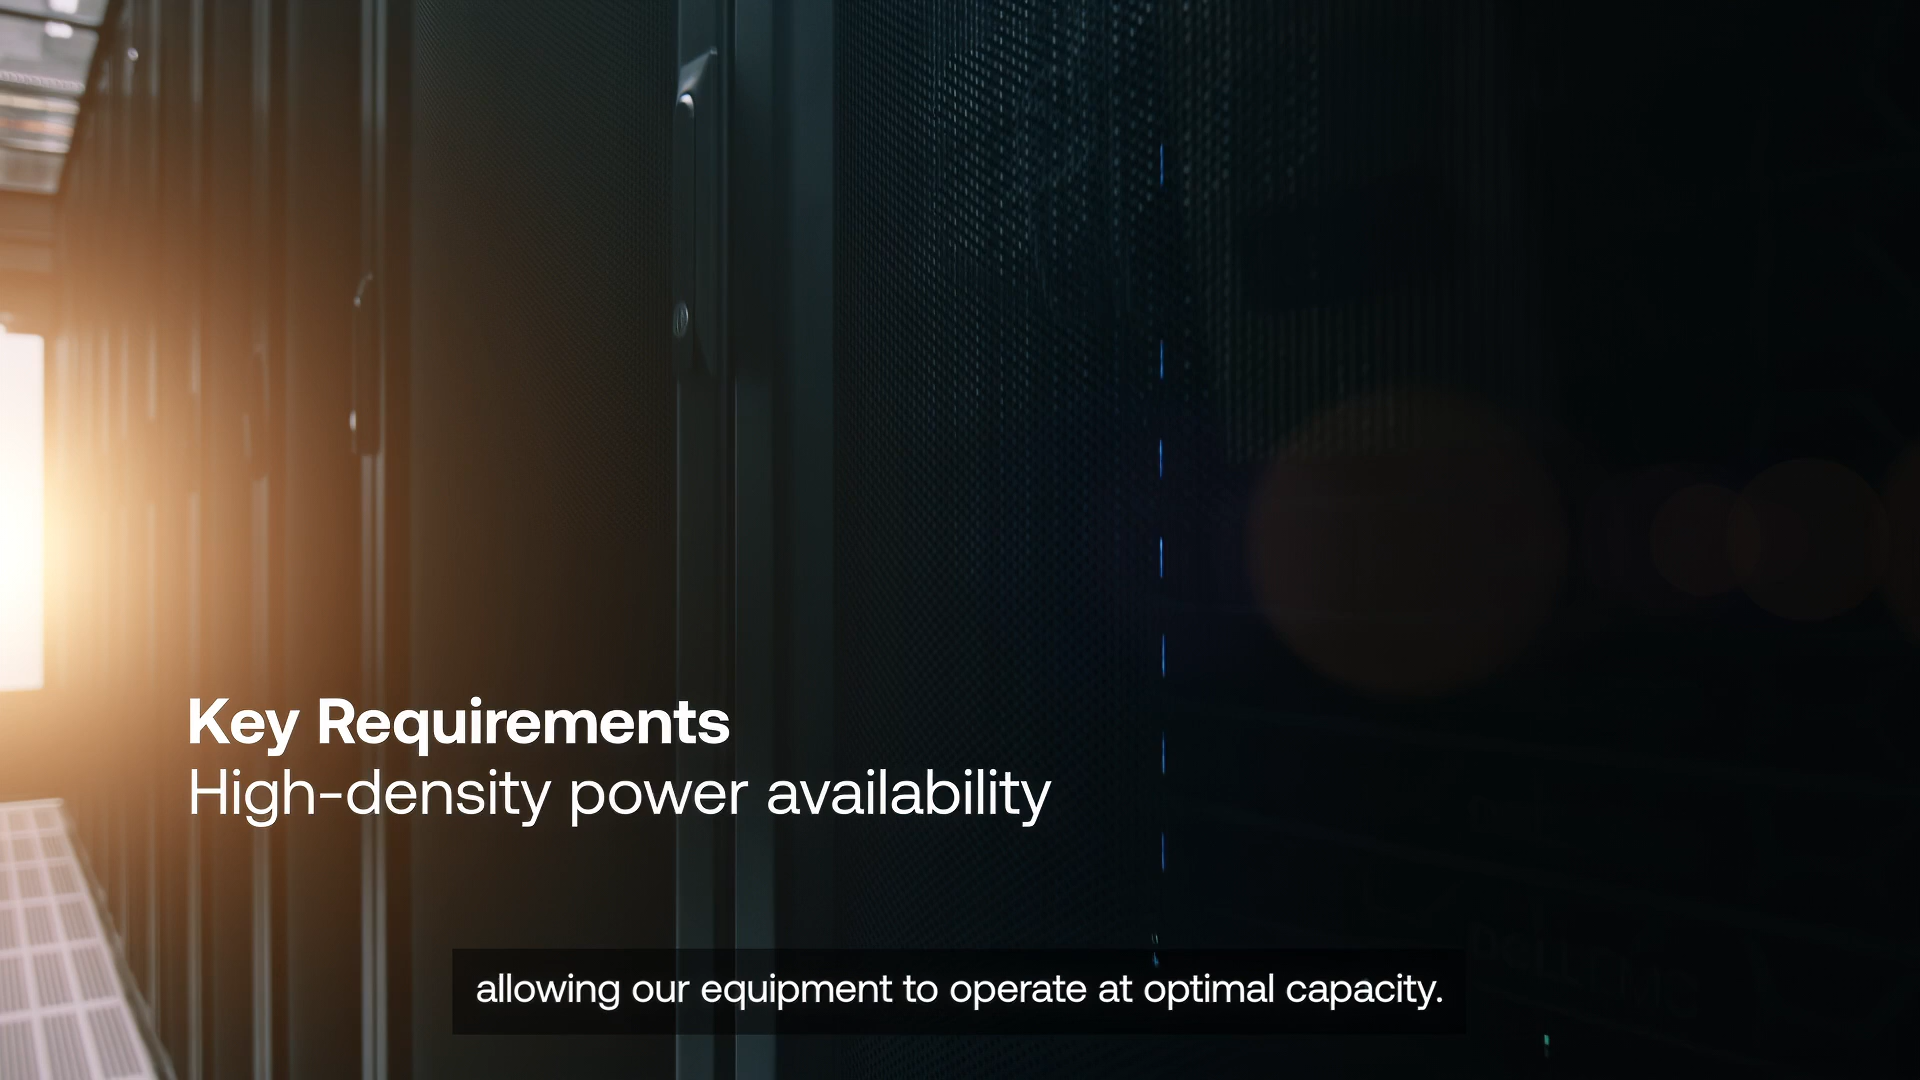 Key Requirements
High-density power availability
allowing our equipment to operate at optimal capacity.